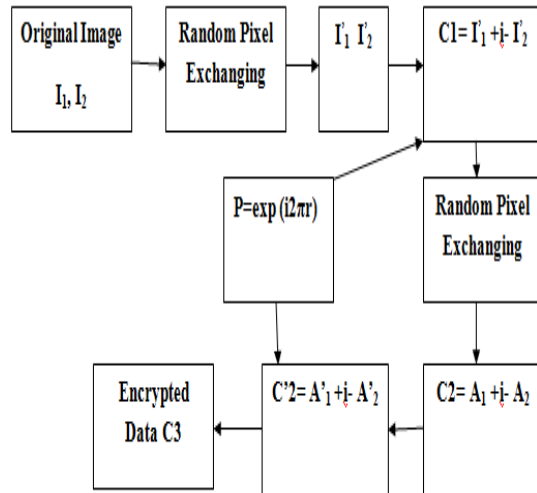 Original Image
I₁, I₂
Random Pixel
Exchanging
I'₁ I'₂
C1= I'₁ +i- I'₂
P=exp (i2πr)
Random Pixel
Exchanging
Encrypted
Data C3
C'2= A'₁ +i- A'₂
C2= A₁ +i- A₂